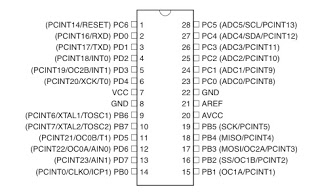 (PCINT14/RESET) PC6 1 28 PC5 (ADC5/SCL/PCINT13)
(PCINT16/RXD) PD0 2 27 PC4 (ADC4/SDA/PCINT12)
(PCINT17/TXD) PD1 3 26 PC3 (ADC3/PCINT11)
(PCINT18/INT0) PD2 4 25 PC2 (ADC2/PCINT10)
(PCINT19/OC2B/INT1) PD3 5 24 PC1 (ADC1/PCINT9)
(PCINT20/XCK/T0) PD4 6 23 PC0 (ADC0/PCINT8)
VCC 7 22 GND
GND 8 21 AREF
(PCINT6/XTAL1/TOSC1) PB6 9 20 AVCC
(PCINT7/XTAL2/TOSC2) PB7 10 19 PB5 (SCK/PCINT5)
(PCINT21/OC0B/T1) PD5 11 18 PB4 (MISO/PCINT4)
(PCINT22/OC0A/AIN0) PD6 12 17 PB3 (MOSI/OC2A/PCINT3)
(PCINT23/AIN1) PD7 13 16 PB2 (SS/OC1B/PCINT2)
(PCINT0/CLKO/ICP1) PB0 14 15 PB1 (OC1A/PCINT1)